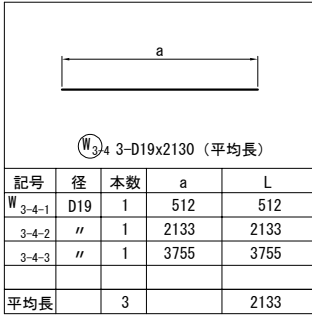 a
W3-4 3-D19x2130（平均長）
記号 径 本数 a L
W3-4-1 D19 1 512 512
3-4-2 〃 1 2133 2133
3-4-3 〃 1 3755 3755
平均長 3 2133